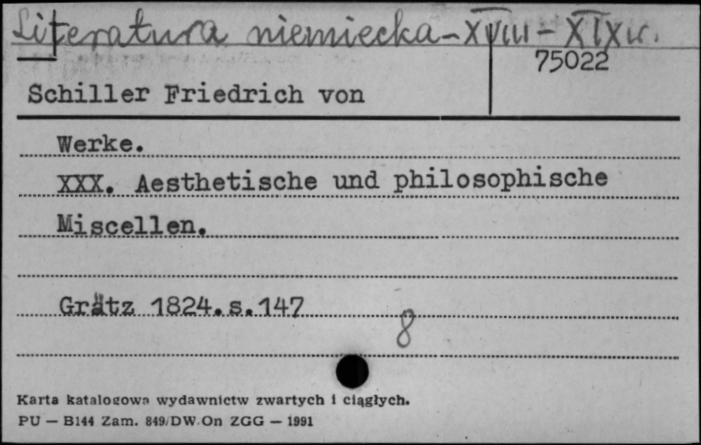 Literatura niemiecka - XVIII - XIX w.
75022
Schiller Friedrich von
Werke.
XXX. Aesthetische und philosophische
Miscellen.
Grätz 1824.s.147
8
Karta katalogowa wydawnictw zwartych i ciągłych.
PU — B144 Zam. 849/DW.On ZGG — 1991